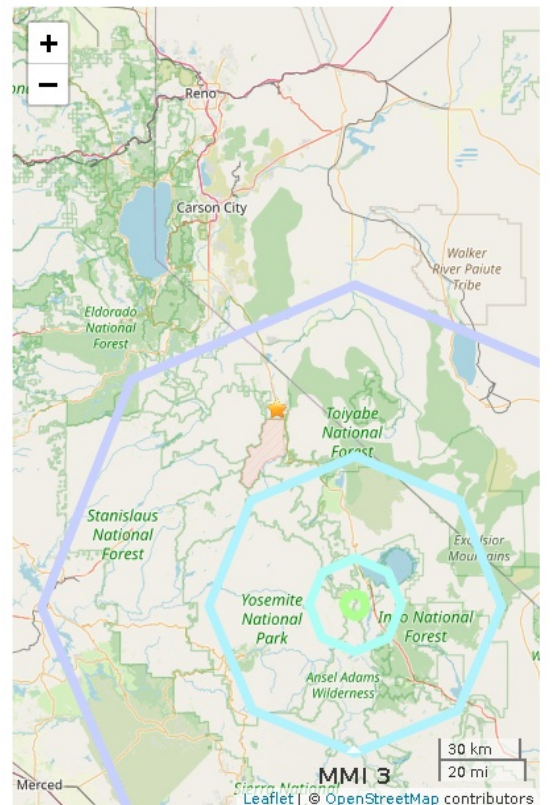 +
−
Reno
Carson City
Walker
River Paiute
Tribe
Eldorado
National
Forest
Toiyabe
National
Forest
Stanislaus
National
Forest
Excelsior
Mountains
Yosemite
National
Park
Inyo National
Forest
Ansel Adams
Wilderness
30 km
MMI 3
20 mi
Merced
Sierra National
Leaflet | © OpenStreetMap contributors